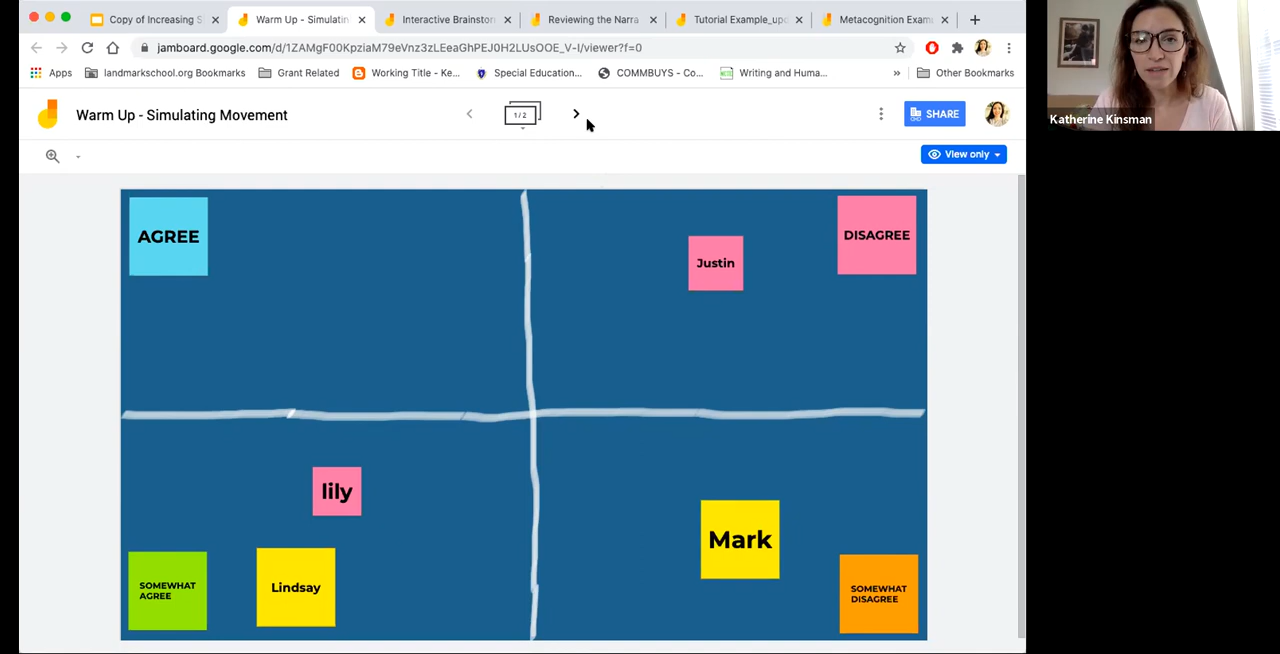 Copy of Increasing S
Warm Up - Simulatin
Interactive Brainstor
Reviewing the Narra
Tutorial Example_upd
Metacognition Exam
jamboard.google.com/d/1ZAMgF00KpziaM79eVnz3zLEeaGhPEJ0H2LUsOOE_V-I/viewer?f=0
Apps
landmarkschool.org Bookmarks
Grant Related
Working Title - Ke...
Special Education...
COMMBUYS - Co...
Writing and Huma...
»
Other Bookmarks
Warm Up - Simulating Movement
1/2
SHARE
View only
Katherine Kinsman
AGREE
DISAGREE
Justin
lily
Mark
SOMEWHAT
AGREE
Lindsay
SOMEWHAT
DISAGREE